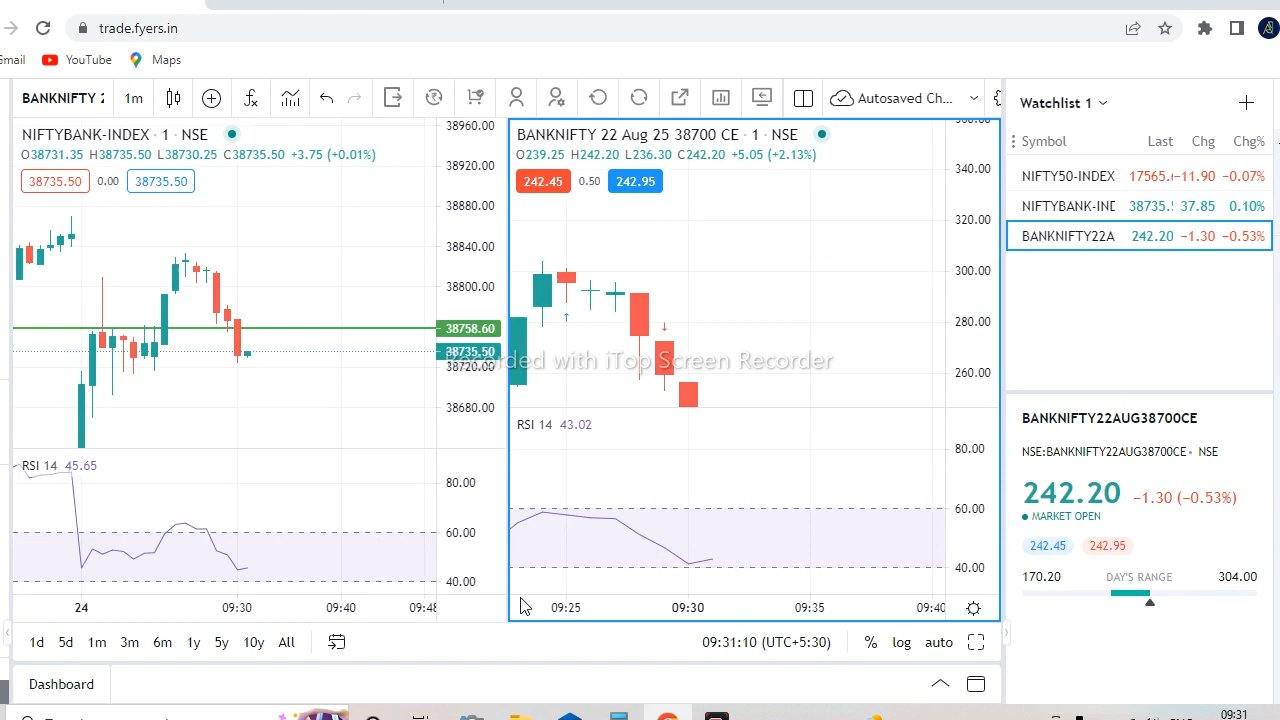 trade.fyers.in
Gmail YouTube Maps
BANKNIFTY 2 1m Autosaved Ch...
NIFTYBANK-INDEX · 1 · NSE
O38731.35 H38735.50 L38730.25 C38735.50 +3.75 (+0.01%)
38735.50 0.00 38735.50
38960.00
38920.00
38880.00
38840.00
38800.00
38758.60
38735.50
38720.00
38680.00
RSI 14 45.65
80.00
60.00
40.00
24 09:30 09:40 09:48
BANKNIFTY 22 Aug 25 38700 CE · 1 · NSE
O239.25 H242.20 L236.30 C242.20 +5.05 (+2.13%)
242.45 0.50 242.95
340.00
320.00
300.00
280.00
260.00
Recorded with iTop Screen Recorder
RSI 14 43.02
80.00
60.00
40.00
09:25 09:30 09:35 09:40
1d 5d 1m 3m 6m 1y 5y 10y All
09:31:10 (UTC+5:30) % log auto
Dashboard
Watchlist 1
Symbol Last Chg Chg%
NIFTY50-INDEX 17565. −11.90 −0.07%
NIFTYBANK-IND 38735. 37.85 0.10%
BANKNIFTY22A 242.20 −1.30 −0.53%
BANKNIFTY22AUG38700CE
NSE:BANKNIFTY22AUG38700CE • NSE
242.20 −1.30 (−0.53%)
MARKET OPEN
242.45 242.95
170.20 DAY'S RANGE 304.00
09:31